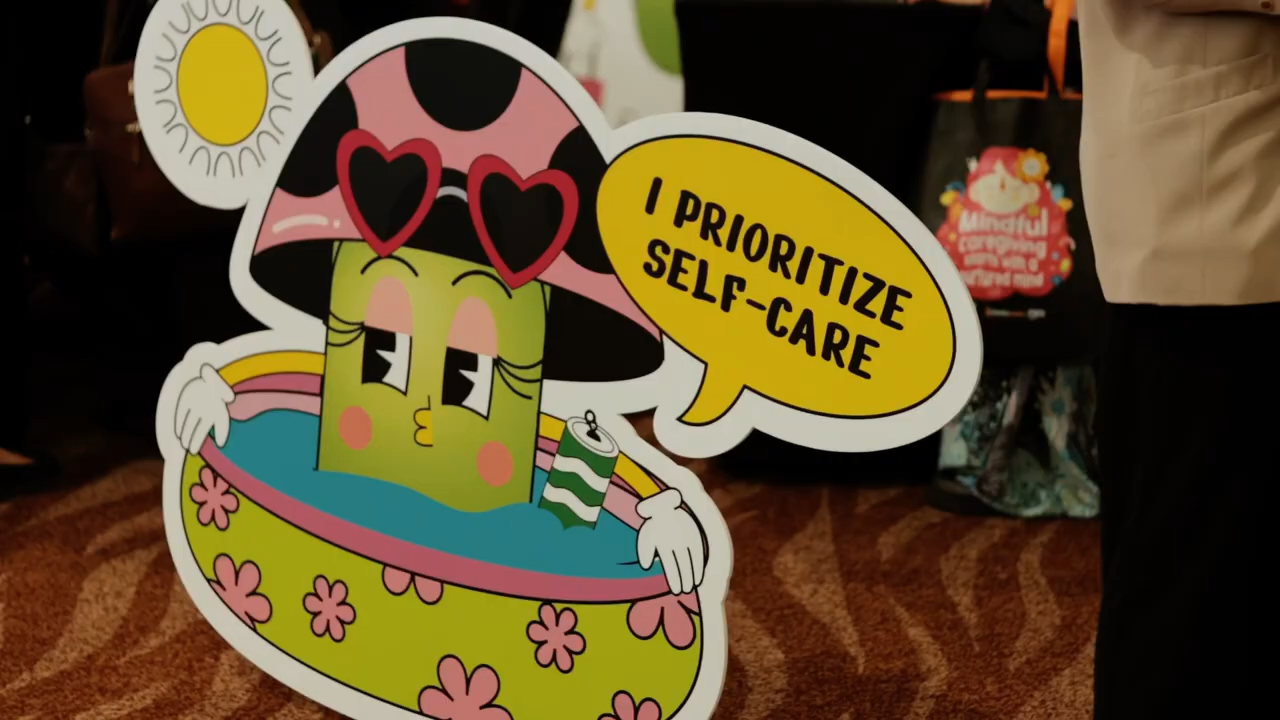 I PRIORITIZE
SELF-CARE
Mindful
caregiving
starts with a
nurtured mind